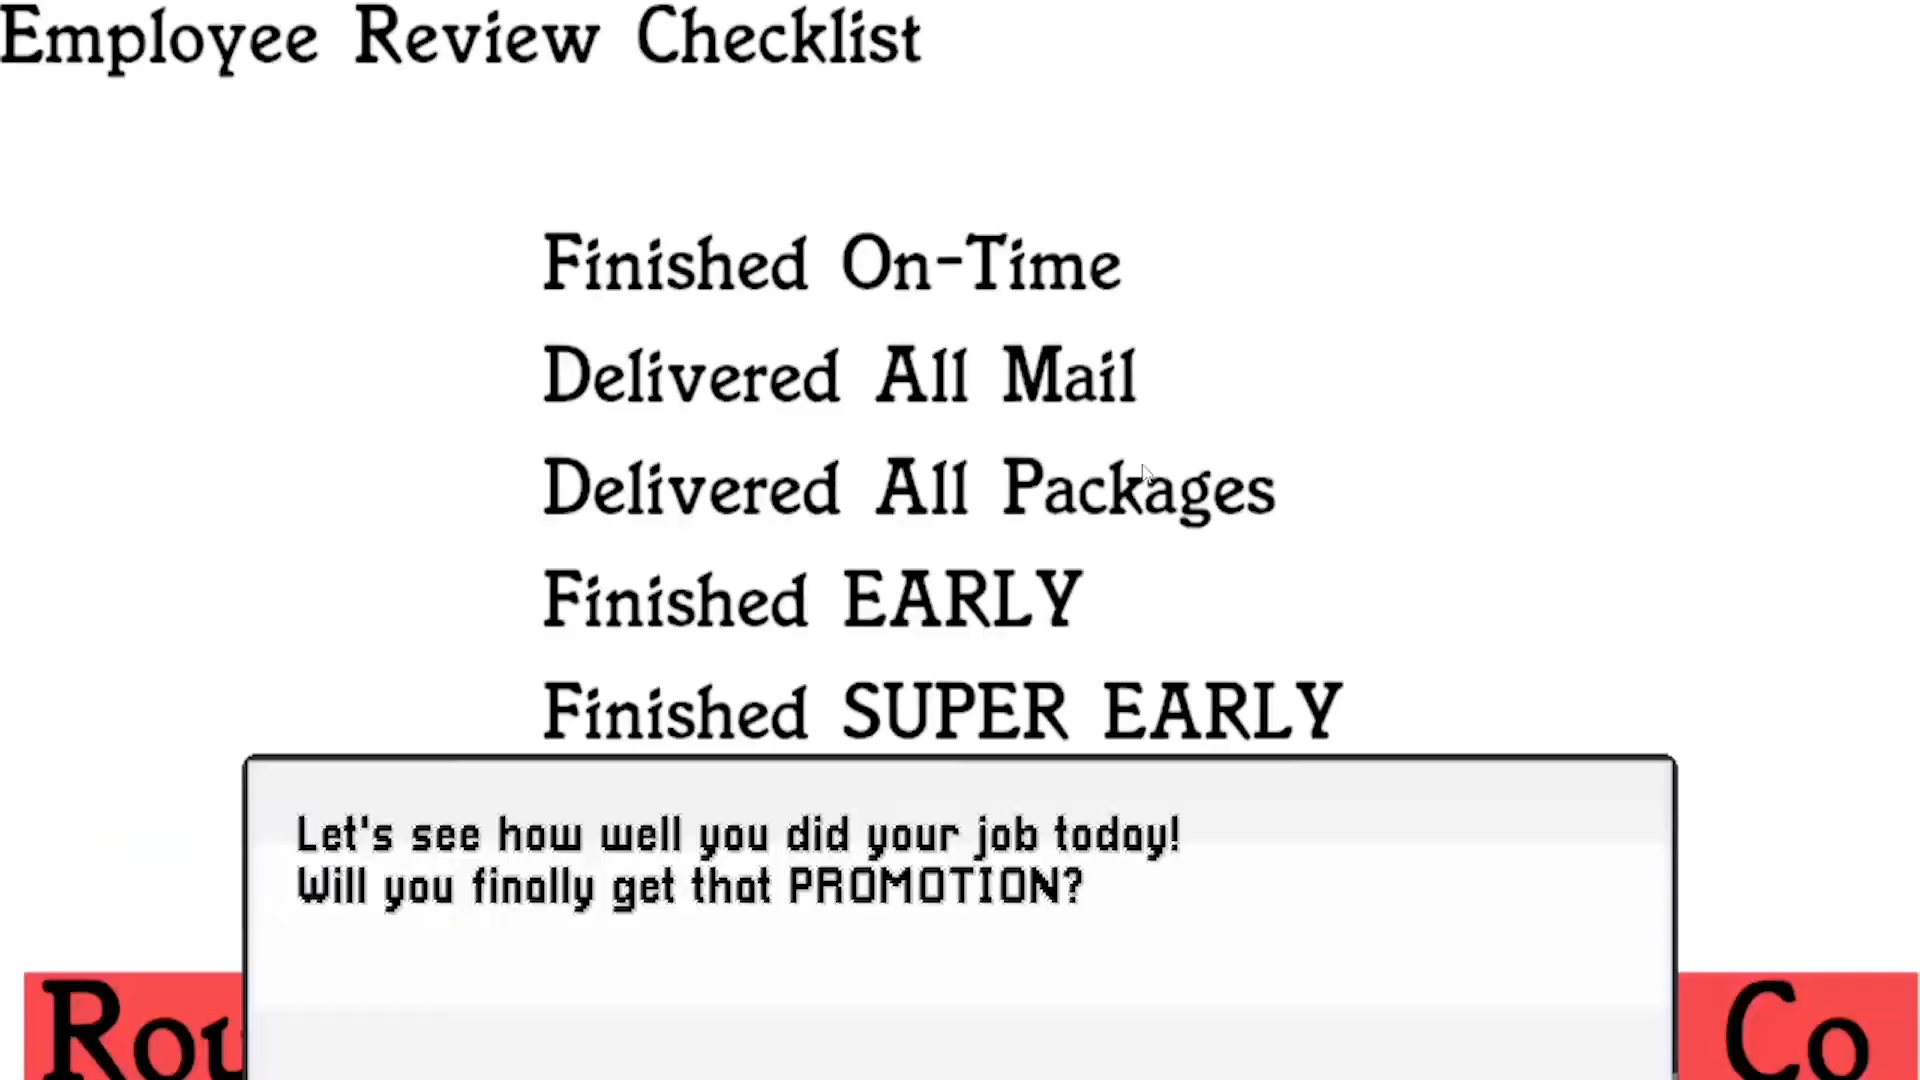 Employee Review Checklist
Finished On-Time
Delivered All Mail
Delivered All Packages
Finished EARLY
Finished SUPER EARLY
Let's see how well you did your job today!
Will you finally get that PROMOTION?
Co